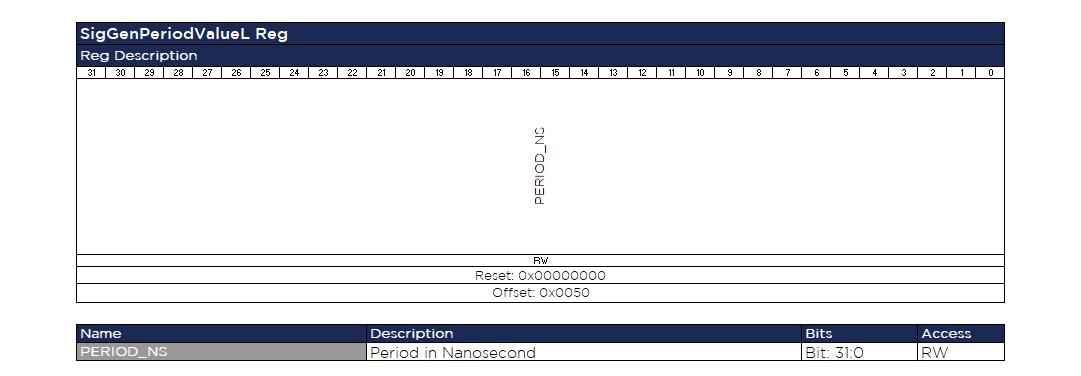 SigGenPeriodValueL Reg
Reg Description
31 30 29 28 27 26 25 24 23 22 21 20 19 18 17 16 15 14 13 12 11 10 9 8 7 6 5 4 3 2 1 0
PERIOD_NS
RW
Reset: 0x00000000
Offset: 0x0050
Name Description Bits Access
PERIOD_NS Period in Nanosecond Bit: 31:0 RW